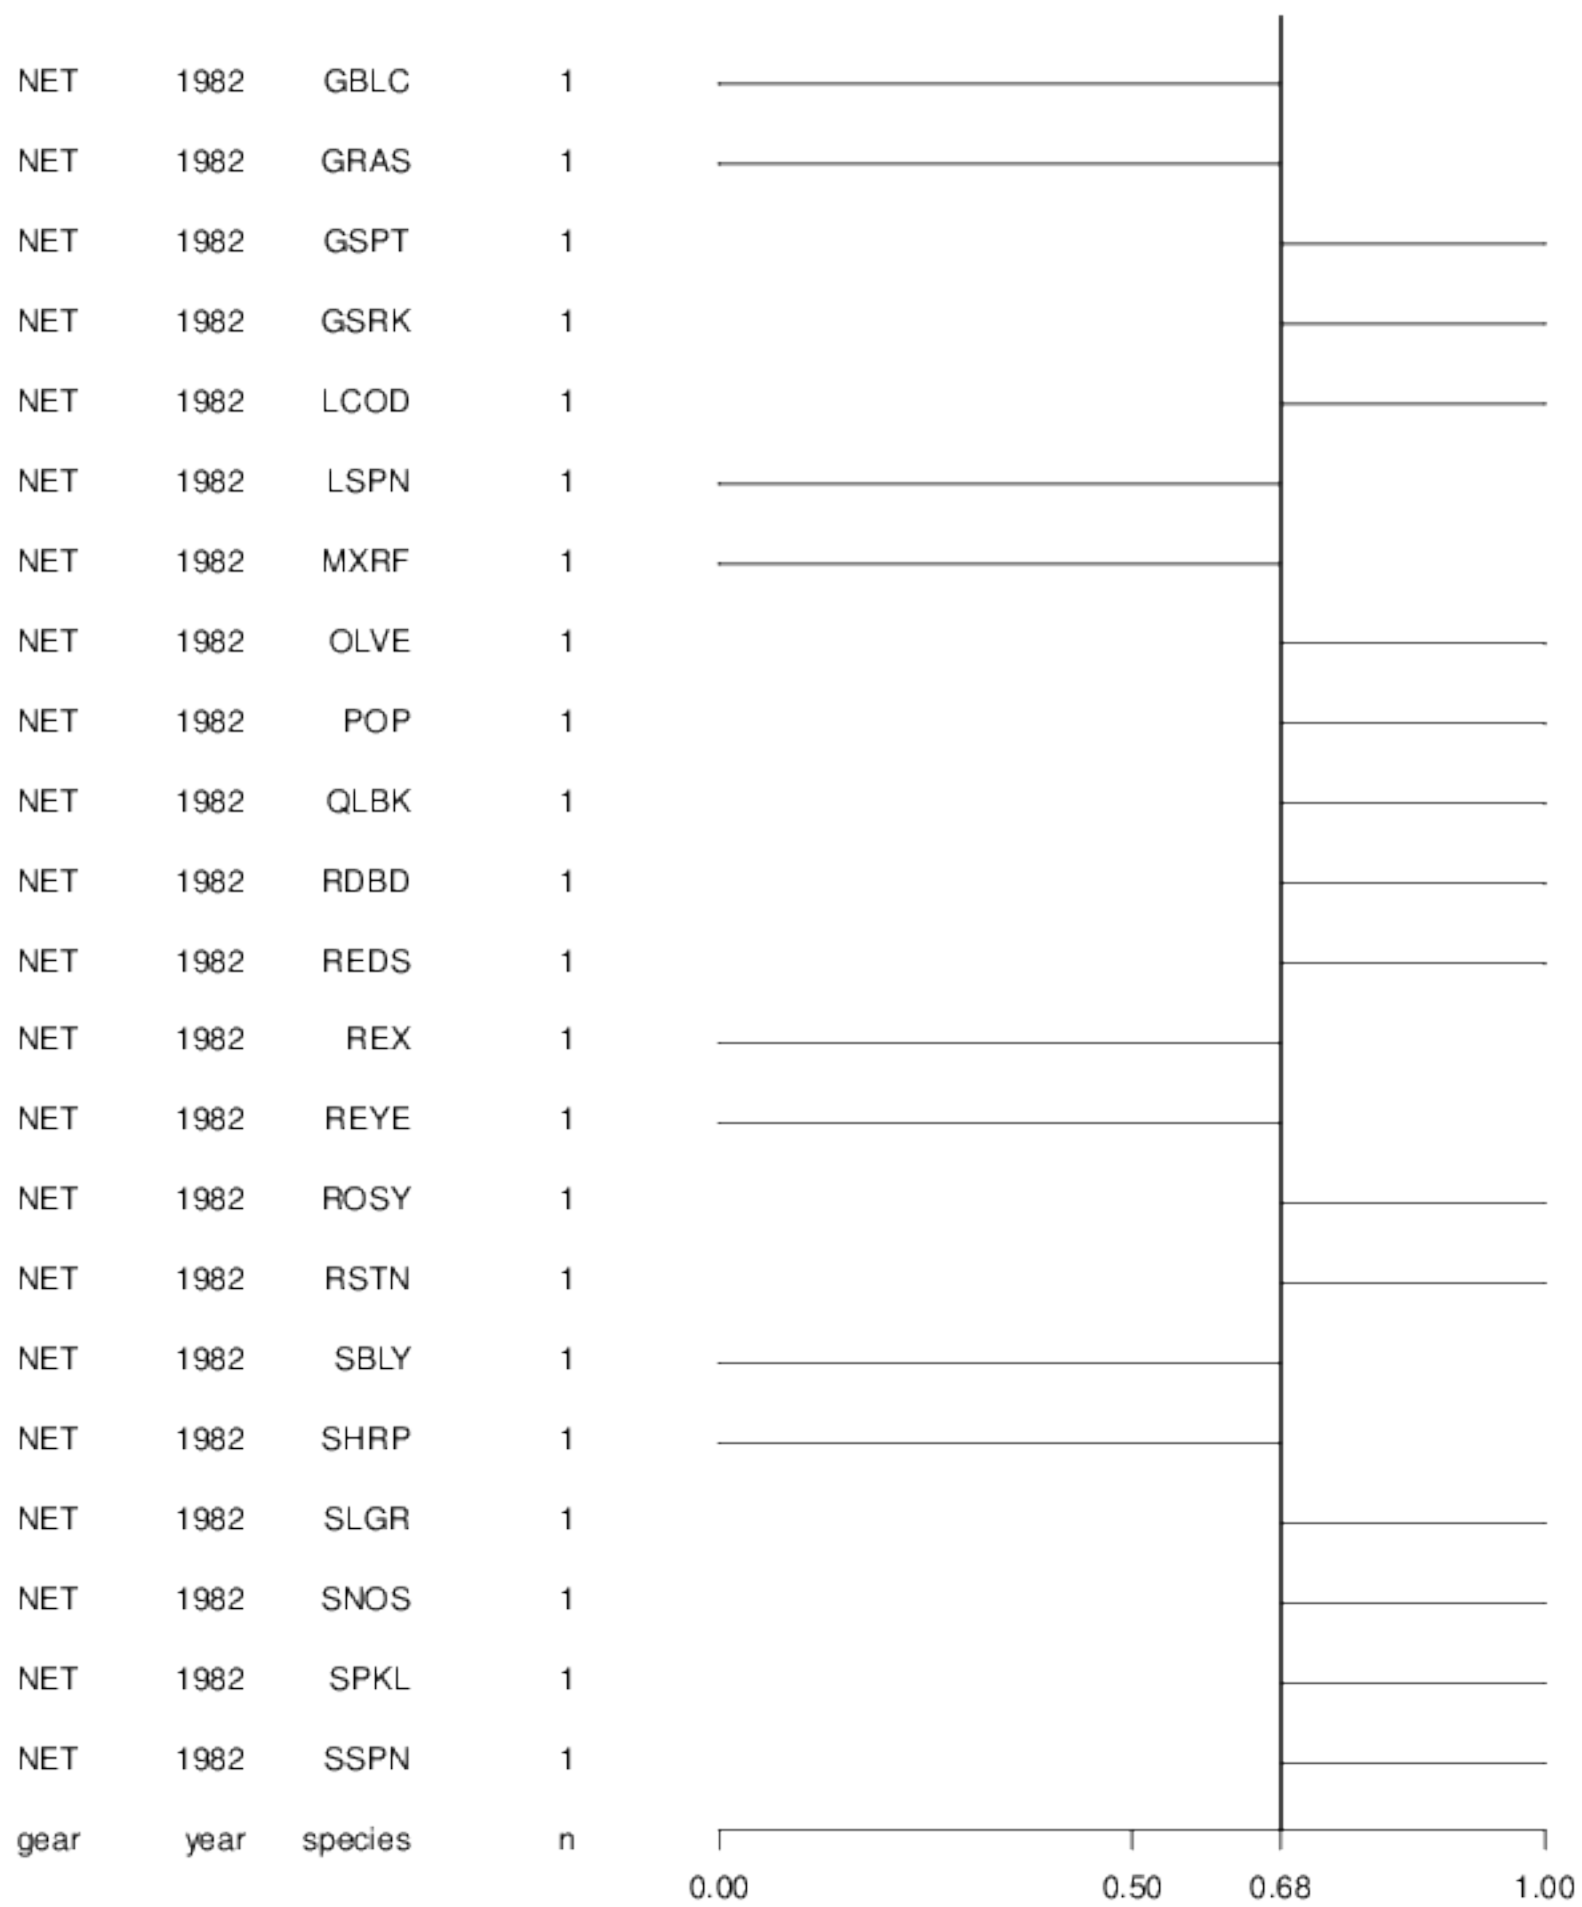 NET 1982 GBLC 1
NET 1982 GRAS 1
NET 1982 GSPT 1
NET 1982 GSRK 1
NET 1982 LCOD 1
NET 1982 LSPN 1
NET 1982 MXRF 1
NET 1982 OLVE 1
NET 1982 POP 1
NET 1982 QLBK 1
NET 1982 RDBD 1
NET 1982 REDS 1
NET 1982 REX 1
NET 1982 REYE 1
NET 1982 ROSY 1
NET 1982 RSTN 1
NET 1982 SBLY 1
NET 1982 SHRP 1
NET 1982 SLGR 1
NET 1982 SNOS 1
NET 1982 SPKL 1
NET 1982 SSPN 1
gear year species n
0.00 0.50 0.68 1.00